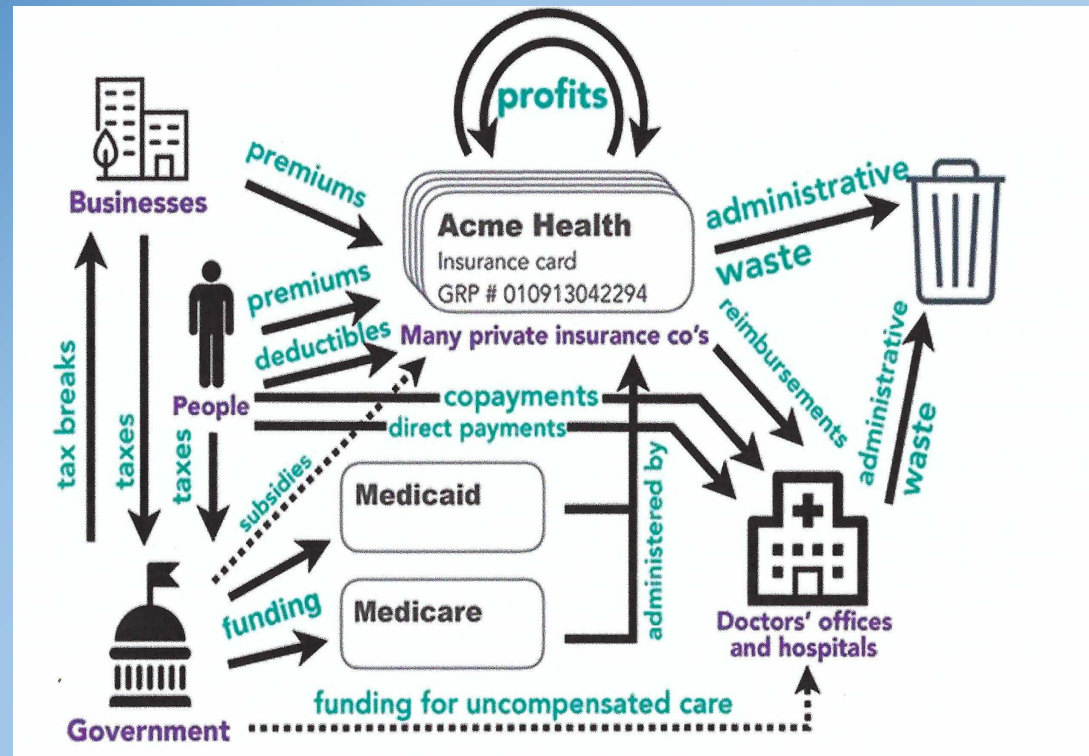 profits
premiums
Businesses
Acme Health
Insurance card
GRP # 010913042294
Many private insurance co's
administrative
waste
premiums
deductibles
People
copayments
direct payments
reimbursements
administrative
waste
tax breaks
taxes
taxes
subsidies
Medicaid
Medicare
administered by
funding
Doctors' offices
and hospitals
funding for uncompensated care
Government